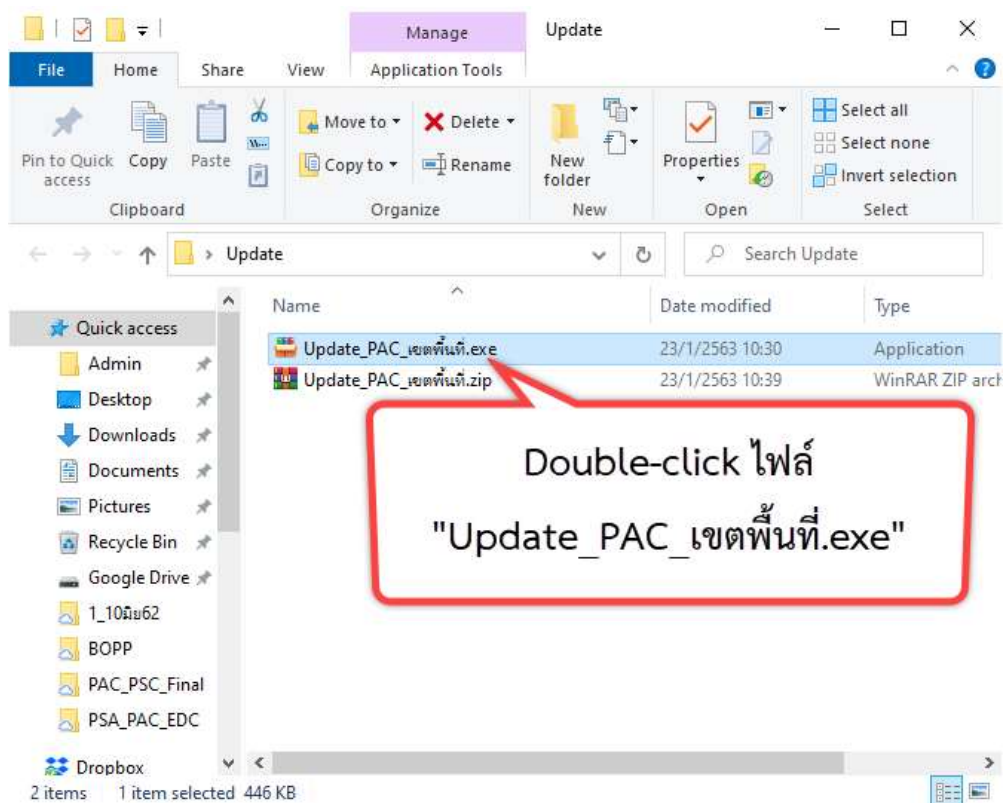 Manage
Update
File
Home
Share
View
Application Tools
Pin to Quick access
Copy
Paste
Move to
Copy to
Delete
Rename
New folder
Properties
Select all
Select none
Invert selection
Clipboard
Organize
New
Open
Select
Update
Search Update
Name
Date modified
Type
Quick access
Admin
Desktop
Downloads
Documents
Pictures
Recycle Bin
Google Drive
1_10มิย62
BOPP
PAC_PSC_Final
PSA_PAC_EDC
Dropbox
Update_PAC_เขตพื้นที่.exe 23/1/2563 10:30 Application
Update_PAC_เขตพื้นที่.zip 23/1/2563 10:39 WinRAR ZIP arch
Double-click ไฟล์
"Update_PAC_เขตพื้นที่.exe"
2 items 1 item selected 446 KB